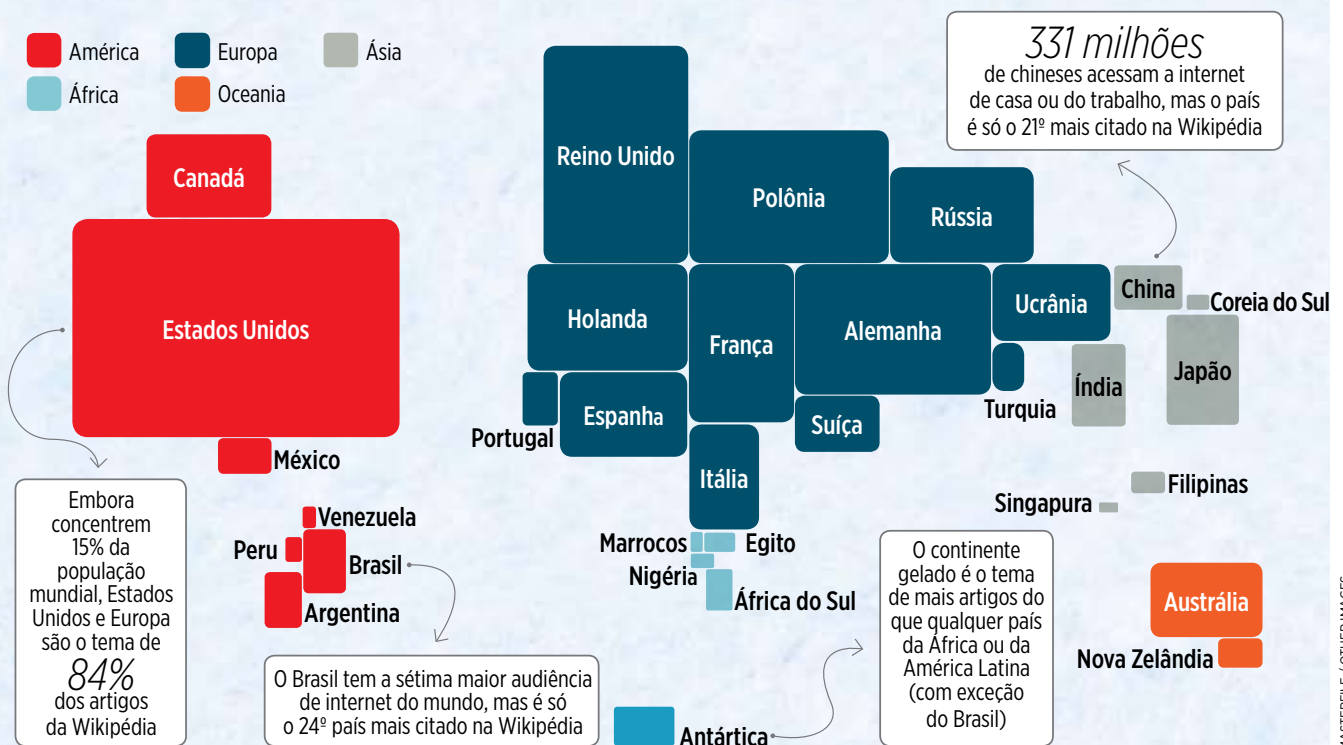 América
Europa
Ásia
África
Oceania
331 milhões
de chineses acessam a internet
de casa ou do trabalho, mas o país
é só o 21º mais citado na Wikipédia
Canadá
Estados Unidos
México
Venezuela
Peru
Brasil
Argentina
Reino Unido
Polônia
Rússia
Holanda
França
Alemanha
Ucrânia
China
Coreia do Sul
Japão
Índia
Turquia
Portugal
Espanha
Suíça
Itália
Singapura
Filipinas
Marrocos
Egito
Nigéria
África do Sul
Austrália
Nova Zelândia
Antártica
Embora
concentrem
15% da
população
mundial, Estados
Unidos e Europa
são o tema de
84%
dos artigos
da Wikipédia
O Brasil tem a sétima maior audiência
de internet do mundo, mas é só
o 24º país mais citado na Wikipédia
O continente
gelado é o tema
de mais artigos do
que qualquer país
da África ou da
América Latina
(com exceção
do Brasil)